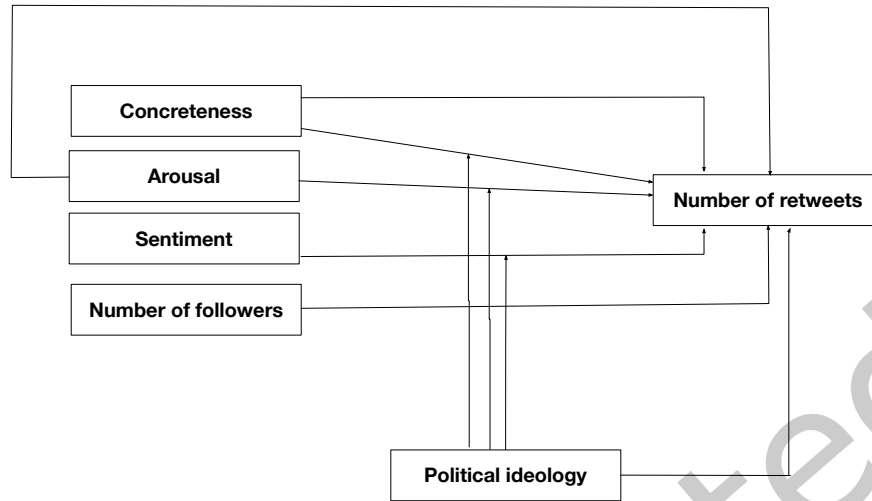 Concreteness
Arousal
Number of retweets
Sentiment
Number of followers
Political ideology